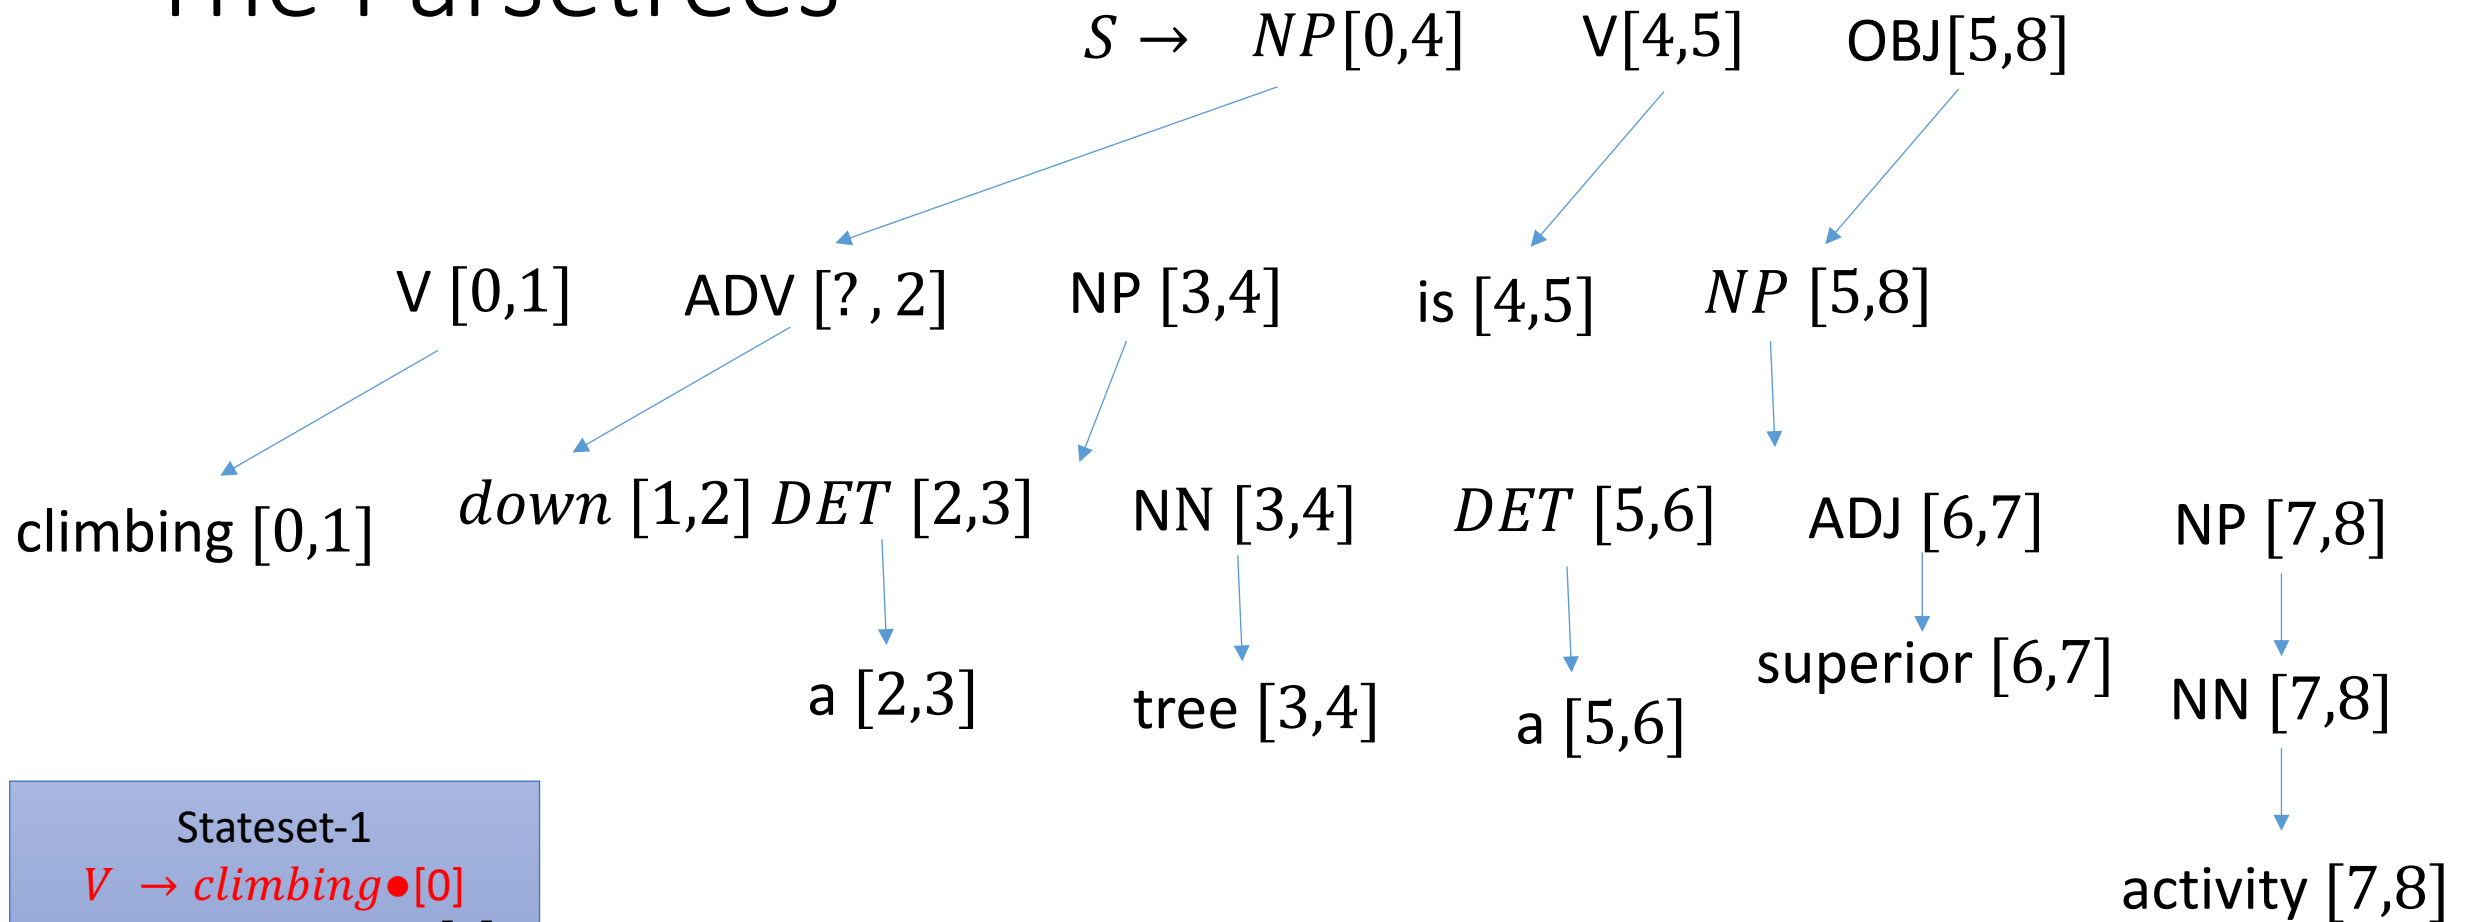 The Parsetrees
S → NP[0,4] V[4,5] OBJ[5,8]
V [0,1] ADV [? , 2] NP [3,4] is [4,5] NP [5,8]
climbing [0,1] down [1,2] DET [2,3] NN [3,4] DET [5,6] ADJ [6,7] NP [7,8]
a [2,3] tree [3,4] a [5,6] superior [6,7] NN [7,8]
Stateset-1
V → climbing●[0]
activity [7,8]